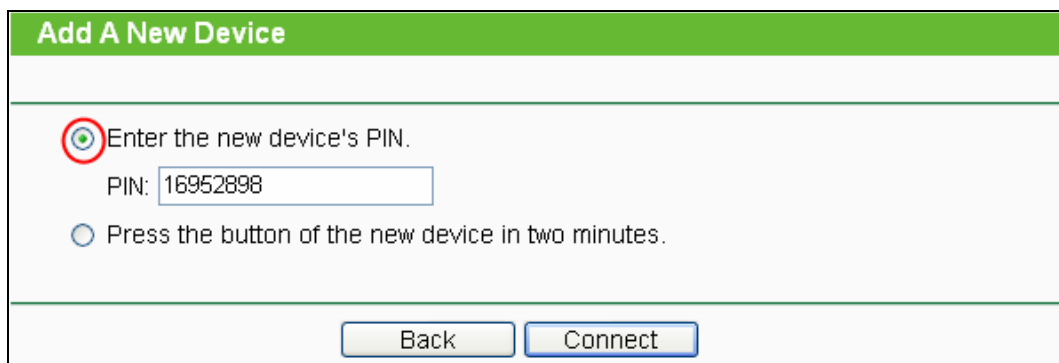 Add A New Device
Enter the new device's PIN.
PIN: 16952898
Press the button of the new device in two minutes.
Back Connect